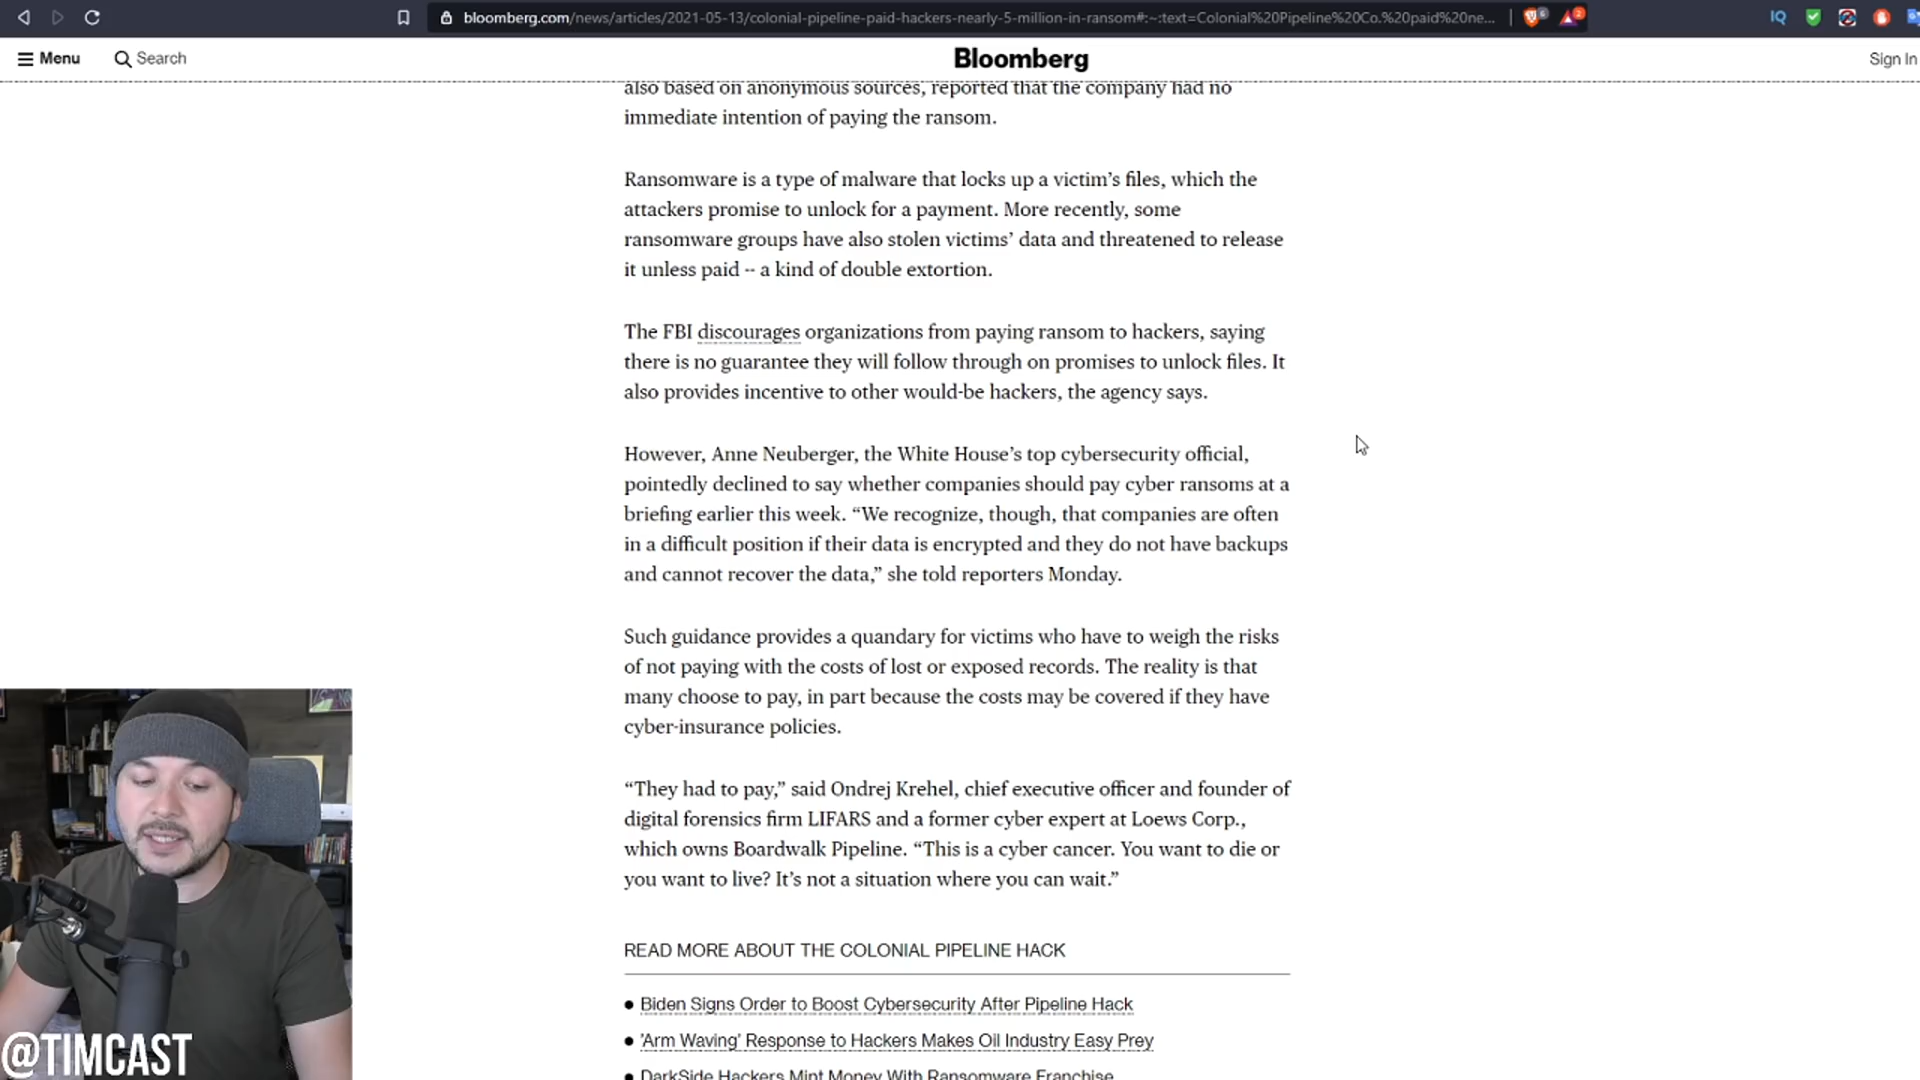 bloomberg.com/news/articles/2021-05-13/colonial-pipeline-paid-hackers-nearly-5-million-in-ransom#:~:text=Colonial%20Pipeline%20Co.%20paid%20ne...
Menu
Search
Bloomberg
Sign In
also based on anonymous sources, reported that the company had no
immediate intention of paying the ransom.
Ransomware is a type of malware that locks up a victim’s files, which the
attackers promise to unlock for a payment. More recently, some
ransomware groups have also stolen victims’ data and threatened to release
it unless paid -- a kind of double extortion.
The FBI discourages organizations from paying ransom to hackers, saying
there is no guarantee they will follow through on promises to unlock files. It
also provides incentive to other would-be hackers, the agency says.
However, Anne Neuberger, the White House’s top cybersecurity official,
pointedly declined to say whether companies should pay cyber ransoms at a
briefing earlier this week. “We recognize, though, that companies are often
in a difficult position if their data is encrypted and they do not have backups
and cannot recover the data,” she told reporters Monday.
Such guidance provides a quandary for victims who have to weigh the risks
of not paying with the costs of lost or exposed records. The reality is that
many choose to pay, in part because the costs may be covered if they have
cyber-insurance policies.
“They had to pay,” said Ondrej Krehel, chief executive officer and founder of
digital forensics firm LIFARS and a former cyber expert at Loews Corp.,
which owns Boardwalk Pipeline. “This is a cyber cancer. You want to die or
you want to live? It’s not a situation where you can wait.”
READ MORE ABOUT THE COLONIAL PIPELINE HACK
Biden Signs Order to Boost Cybersecurity After Pipeline Hack
'Arm Waving' Response to Hackers Makes Oil Industry Easy Prey
DarkSide Hackers Mint Money With Ransomware Franchise
@TIMCAST